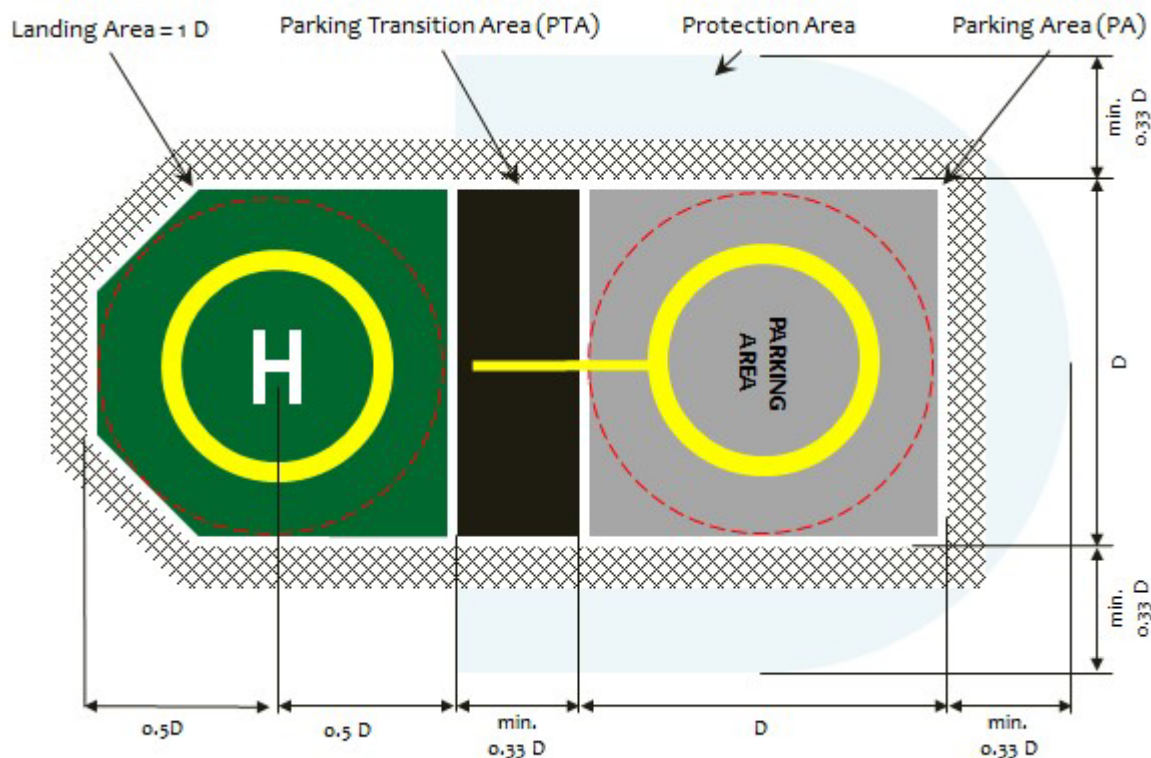 Landing Area = 1 D
Parking Transition Area (PTA)
Protection Area
Parking Area (PA)
min.
0.33 D
H
PARKING
AREA
D
min.
0.33 D
0.5D
0.5 D
min.
0.33 D
D
min.
0.33 D